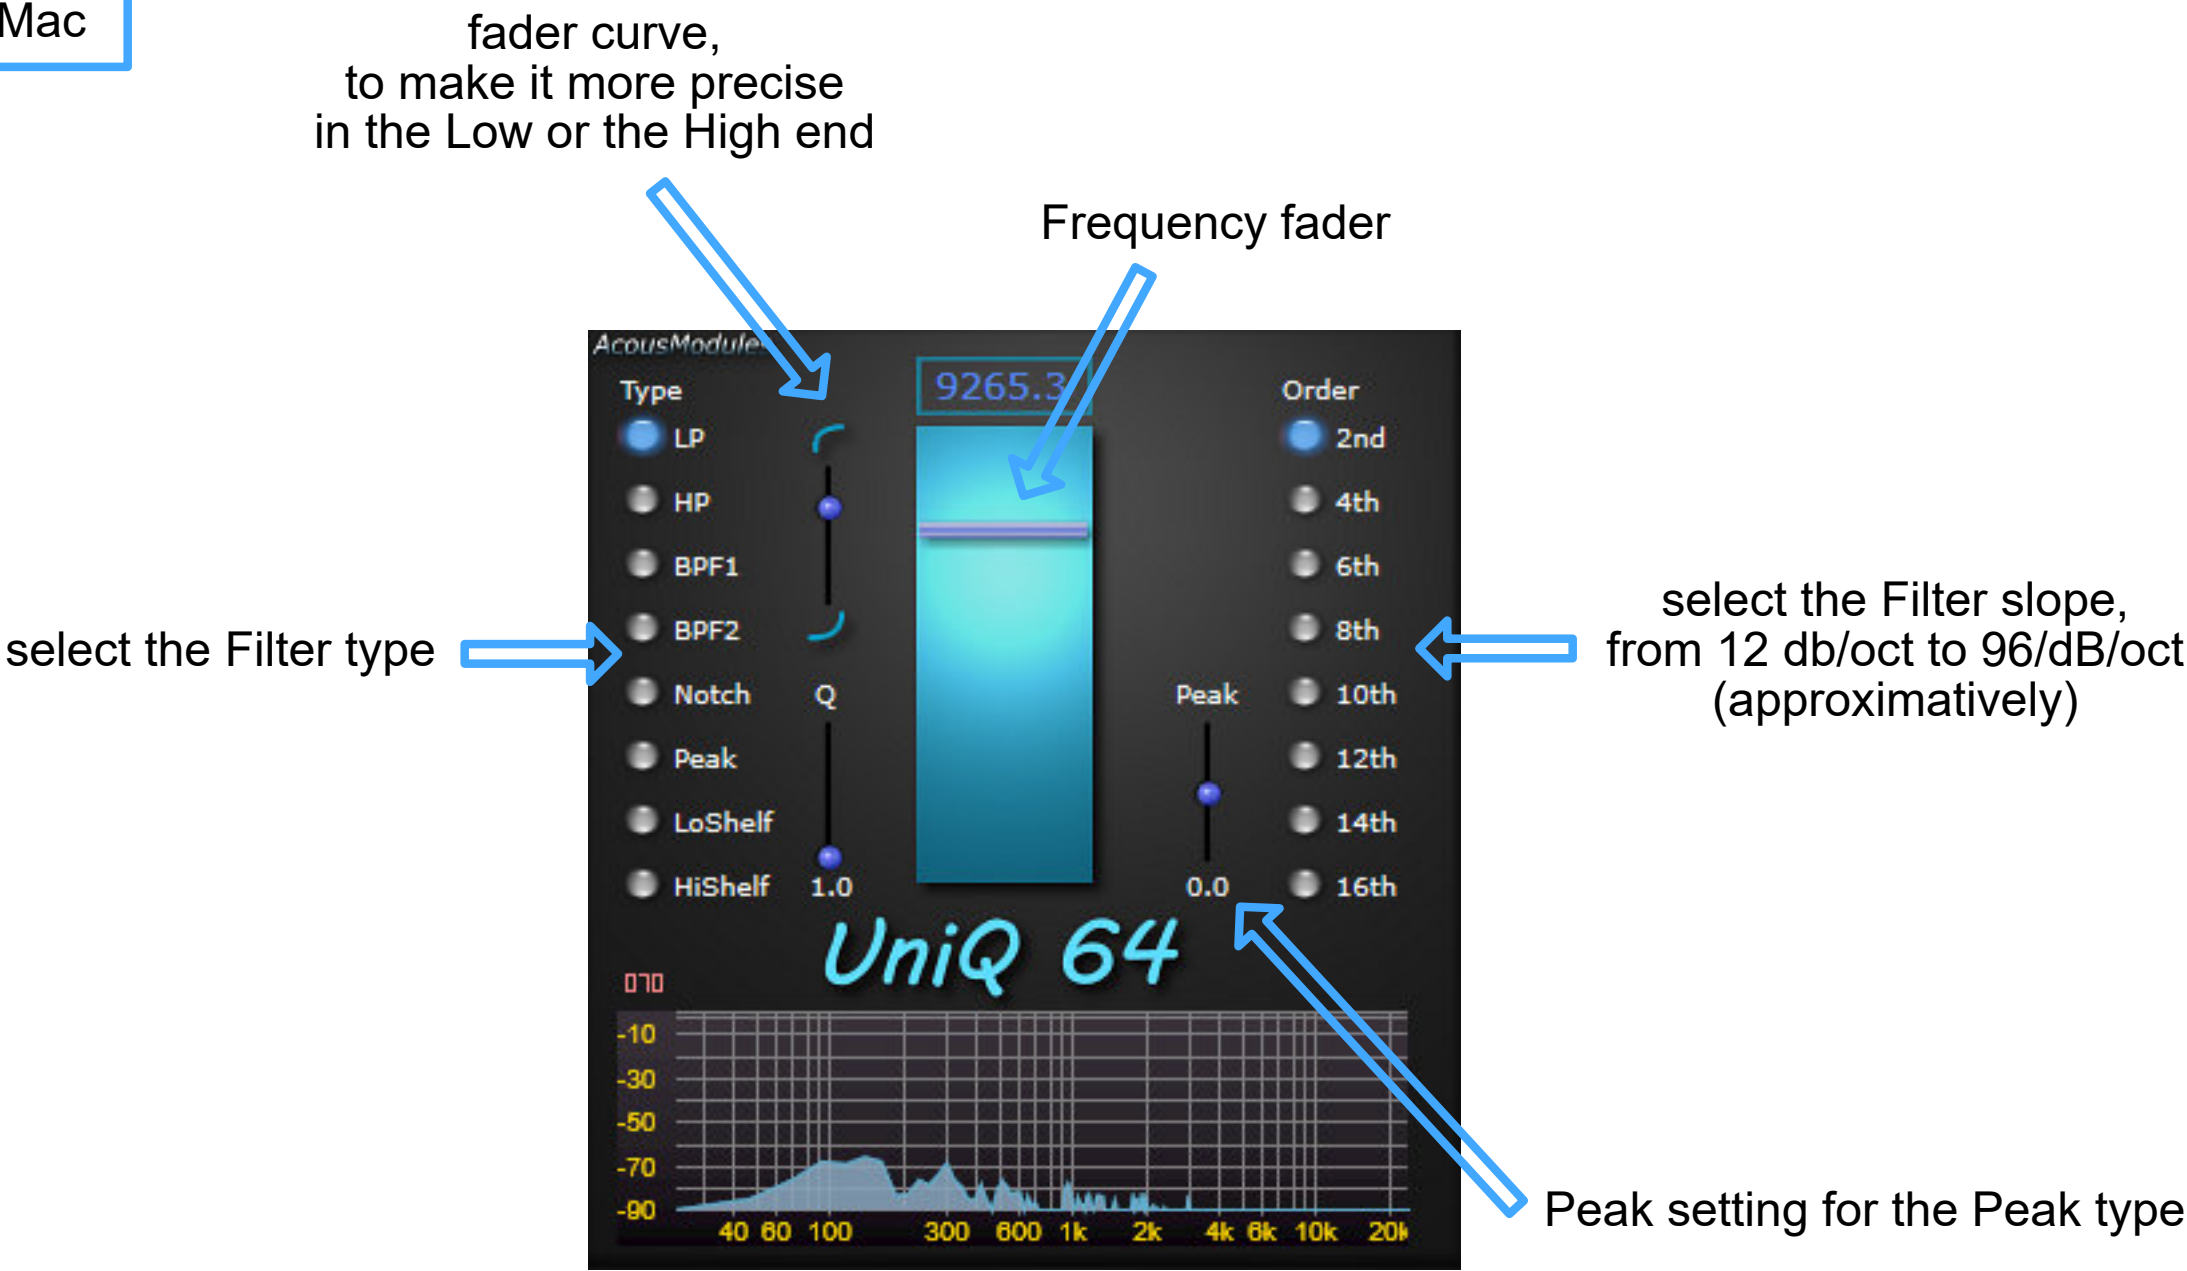 Mac
fader curve,
to make it more precise
in the Low or the High end
Frequency fader
AcousModules
Type
9265.3
Order
LP
2nd
HP
4th
BPF1
6th
BPF2
8th
select the Filter type
select the Filter slope,
from 12 db/oct to 96/dB/oct
(approximatively)
Notch
Q
Peak
10th
Peak
12th
LoShelf
14th
HiShelf
1.0
0.0
16th
UniQ 64
-10
-30
-50
-70
-90
40 60 100 300 600 1k 2k 4k 6k 10k 20k
Peak setting for the Peak type